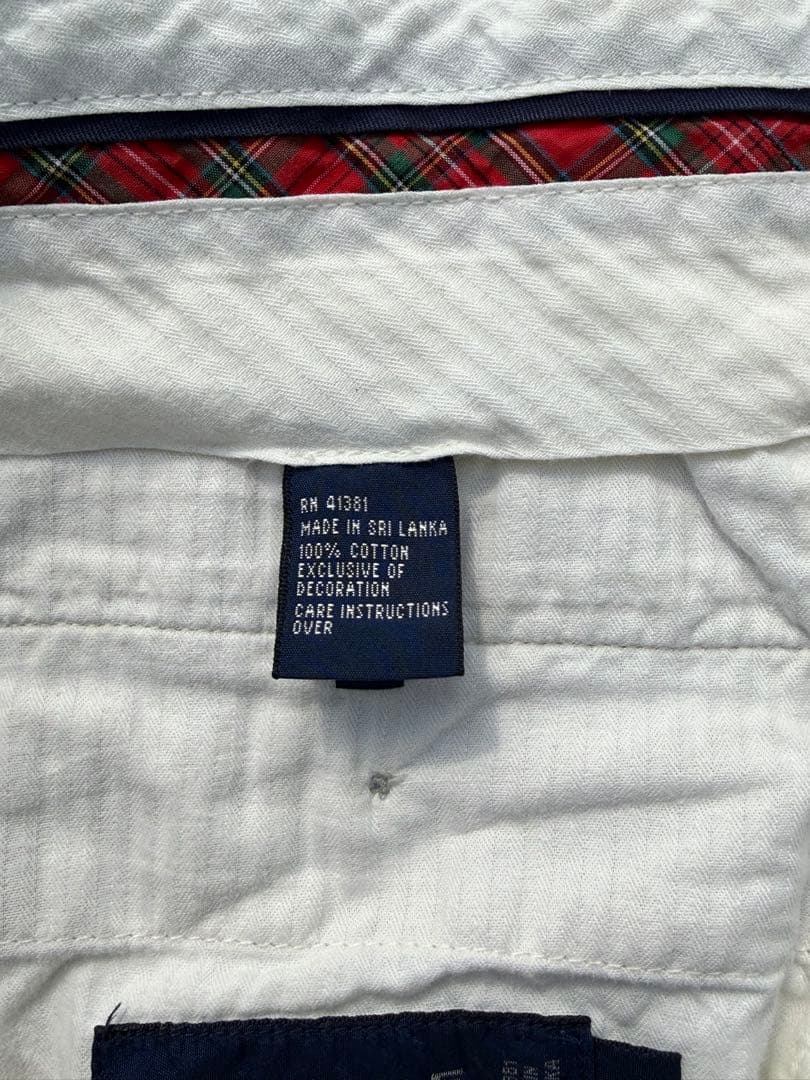 RN 41381
MADE IN SRI LANKA
100% COTTON
EXCLUSIVE OF
DECORATION
CARE INSTRUCTIONS
OVER